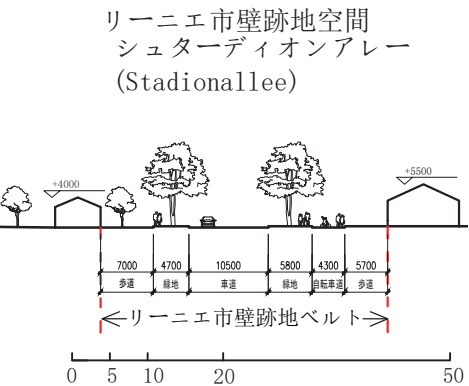 リーニエ市壁跡地空間
シュターディオンアレー
(Stadionallee)
+4000
+5500
7000 4700 10500 5800 4300 5700
歩道 緑地 車道 緑地 自転車道 歩道
リーニエ市壁跡地ベルト
0 5 10 20 50